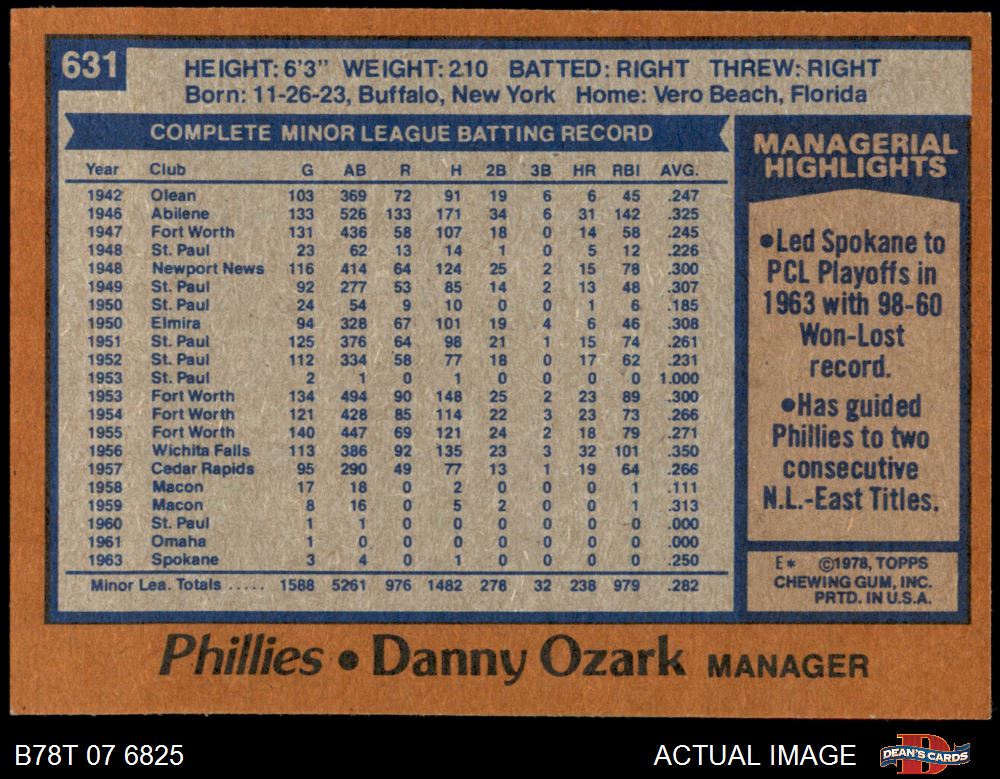 631
HEIGHT: 6'3" WEIGHT: 210 BATTED: RIGHT THREW: RIGHT
Born: 11-26-23, Buffalo, New York Home: Vero Beach, Florida
COMPLETE MINOR LEAGUE BATTING RECORD
Year Club G AB R H 2B 3B HR RBI AVG.
1942 Olean 103 369 72 91 19 6 6 45 .247
1946 Abilene 133 526 133 171 34 6 31 142 .325
1947 Fort Worth 131 436 58 107 18 0 14 58 .245
1948 St. Paul 23 62 13 14 1 0 5 12 .226
1948 Newport News 116 414 64 124 25 2 15 78 .300
1949 St. Paul 92 277 53 85 14 2 13 48 .307
1950 St. Paul 24 54 9 10 0 0 1 6 .185
1950 Elmira 94 328 67 101 19 4 6 46 .308
1951 St. Paul 125 376 64 98 21 1 15 74 .261
1952 St. Paul 112 334 58 77 18 0 17 62 .231
1953 St. Paul 2 1 0 1 0 0 0 0 1.000
1953 Fort Worth 134 494 90 148 25 2 23 89 .300
1954 Fort Worth 121 428 85 114 22 3 23 73 .266
1955 Fort Worth 140 447 69 121 24 2 18 79 .271
1956 Wichita Falls 113 386 92 135 23 3 32 101 .350
1957 Cedar Rapids 95 290 49 77 13 1 19 64 .266
1958 Macon 17 18 0 2 0 0 0 1 .111
1959 Macon 8 16 0 5 2 0 0 1 .313
1960 St. Paul 1 1 0 0 0 0 0 0 .000
1961 Omaha 1 0 0 0 0 0 0 0 .000
1963 Spokane 3 4 0 1 0 0 0 0 .250
Minor Lea. Totals ..... 1588 5261 976 1482 278 32 238 979 .282
MANAGERIAL
HIGHLIGHTS
•Led Spokane to
PCL Playoffs in
1963 with 98-60
Won-Lost
record.
•Has guided
Phillies to two
consecutive
N.L.-East Titles.
E* ©1978, TOPPS
CHEWING GUM, INC.
PRTD. IN U.S.A.
Phillies • Danny Ozark MANAGER
B78T 07 6825
ACTUAL IMAGE
DEAN'S CARDS